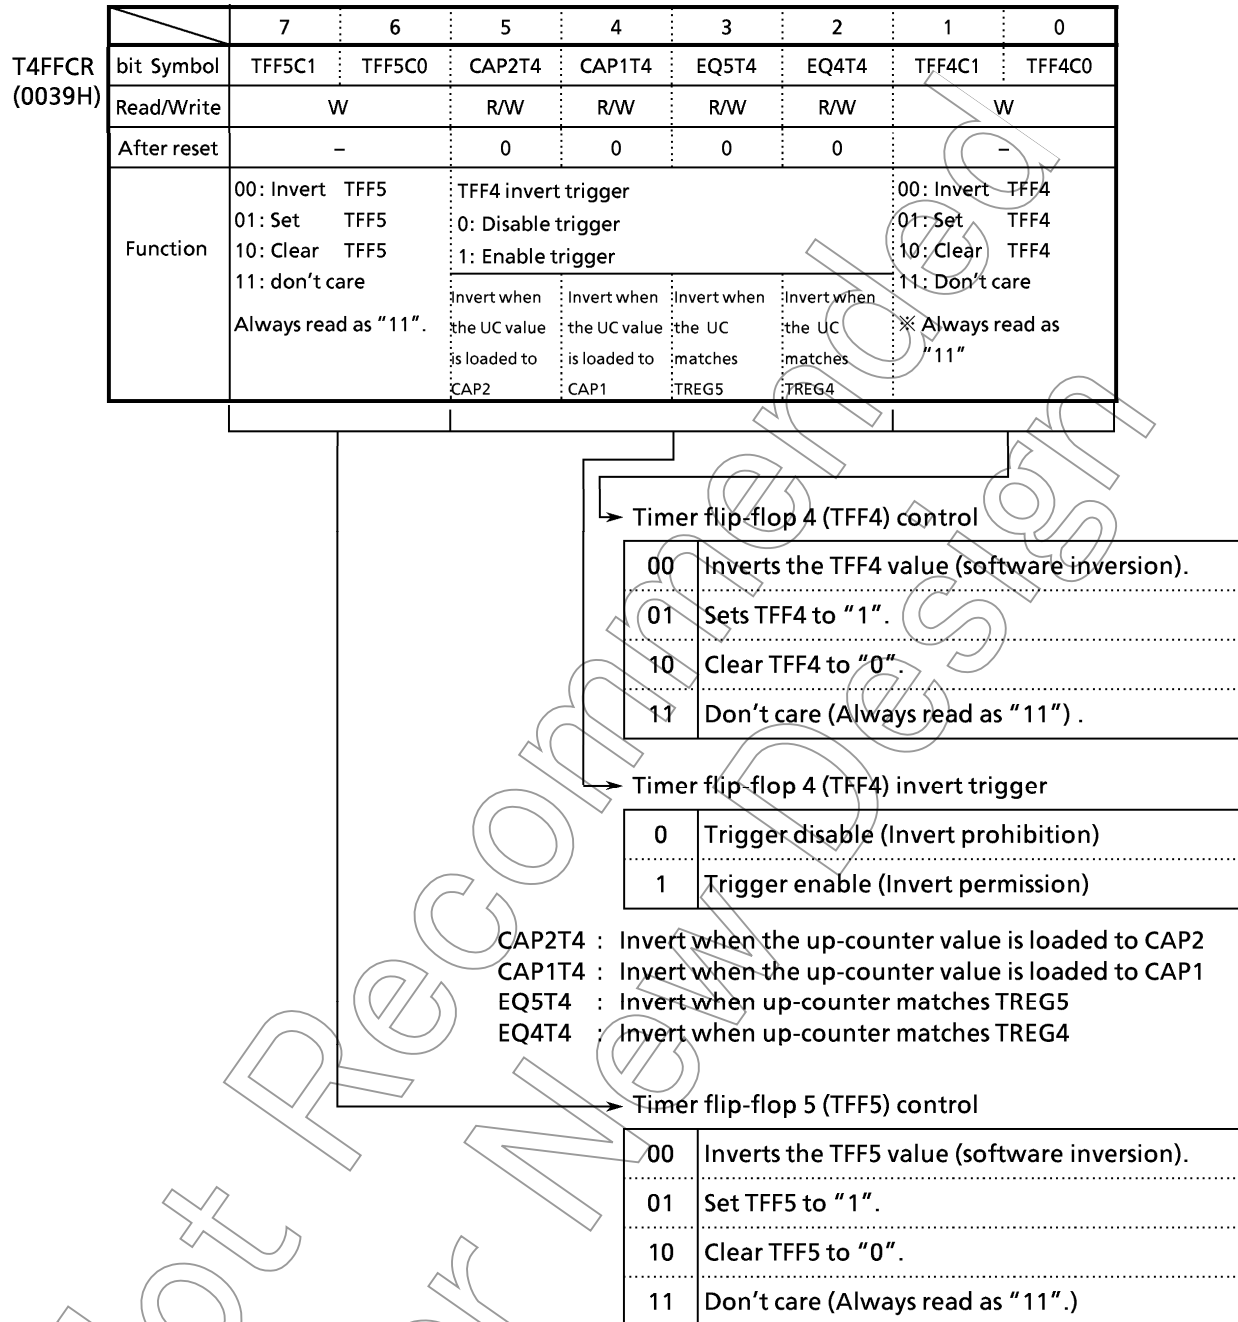 7 6 5 4 3 2 1 0
T4FFCR
(0039H)
bit Symbol TFF5C1 TFF5C0 CAP2T4 CAP1T4 EQ5T4 EQ4T4 TFF4C1 TFF4C0
Read/Write W R/W R/W R/W R/W W
After reset – 0 0 0 0 –
Function
00: Invert TFF5
01: Set TFF5
10: Clear TFF5
11: don't care
Always read as "11".
TFF4 invert trigger
0: Disable trigger
1: Enable trigger
Invert when
the UC value
is loaded to
CAP2
Invert when
the UC value
is loaded to
CAP1
Invert when
the UC
matches
TREG5
Invert when
the UC
matches
TREG4
00: Invert TFF4
01: Set TFF4
10: Clear TFF4
11: Don't care
※ Always read as
"11"
Timer flip-flop 4 (TFF4) control
00 Inverts the TFF4 value (software inversion).
01 Sets TFF4 to "1".
10 Clear TFF4 to "0".
11 Don't care (Always read as "11") .
Timer flip-flop 4 (TFF4) invert trigger
0 Trigger disable (Invert prohibition)
1 Trigger enable (Invert permission)
CAP2T4 : Invert when the up-counter value is loaded to CAP2
CAP1T4 : Invert when the up-counter value is loaded to CAP1
EQ5T4 : Invert when up-counter matches TREG5
EQ4T4 : Invert when up-counter matches TREG4
Timer flip-flop 5 (TFF5) control
00 Inverts the TFF5 value (software inversion).
01 Set TFF5 to "1".
10 Clear TFF5 to "0".
11 Don't care (Always read as "11".)
Not Recommended
for New Design